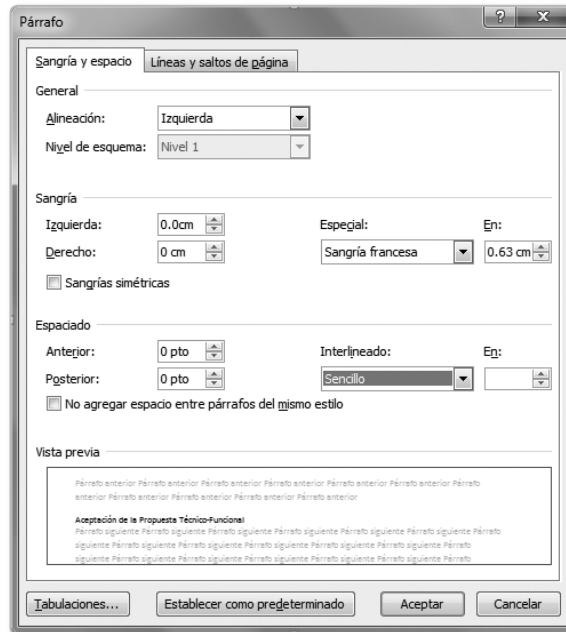 Párrafo
Sangría y espacio Líneas y saltos de página
General
Alineación: Izquierda
Nivel de esquema: Nivel 1
Sangría
Izquierda: 0.0cm Especial: En:
Derecho: 0 cm Sangría francesa 0.63 cm
Sangrías simétricas
Espaciado
Anterior: 0 pto Interlineado: En:
Posterior: 0 pto Sencillo
No agregar espacio entre párrafos del mismo estilo
Vista previa
Párrafo anterior Párrafo anterior Párrafo anterior Párrafo anterior Párrafo anterior Párrafo anterior Párrafo
anterior Párrafo anterior Párrafo anterior Párrafo anterior Párrafo anterior
Aceptación de la Propuesta Técnico-Funcional
Párrafo siguiente Párrafo siguiente Párrafo siguiente Párrafo siguiente Párrafo siguiente Párrafo siguiente Párrafo
siguiente Párrafo siguiente Párrafo siguiente Párrafo siguiente Párrafo siguiente Párrafo
siguiente Párrafo siguiente Párrafo siguiente Párrafo siguiente Párrafo siguiente Párrafo
Tabulaciones... Establecer como predeterminado Aceptar Cancelar